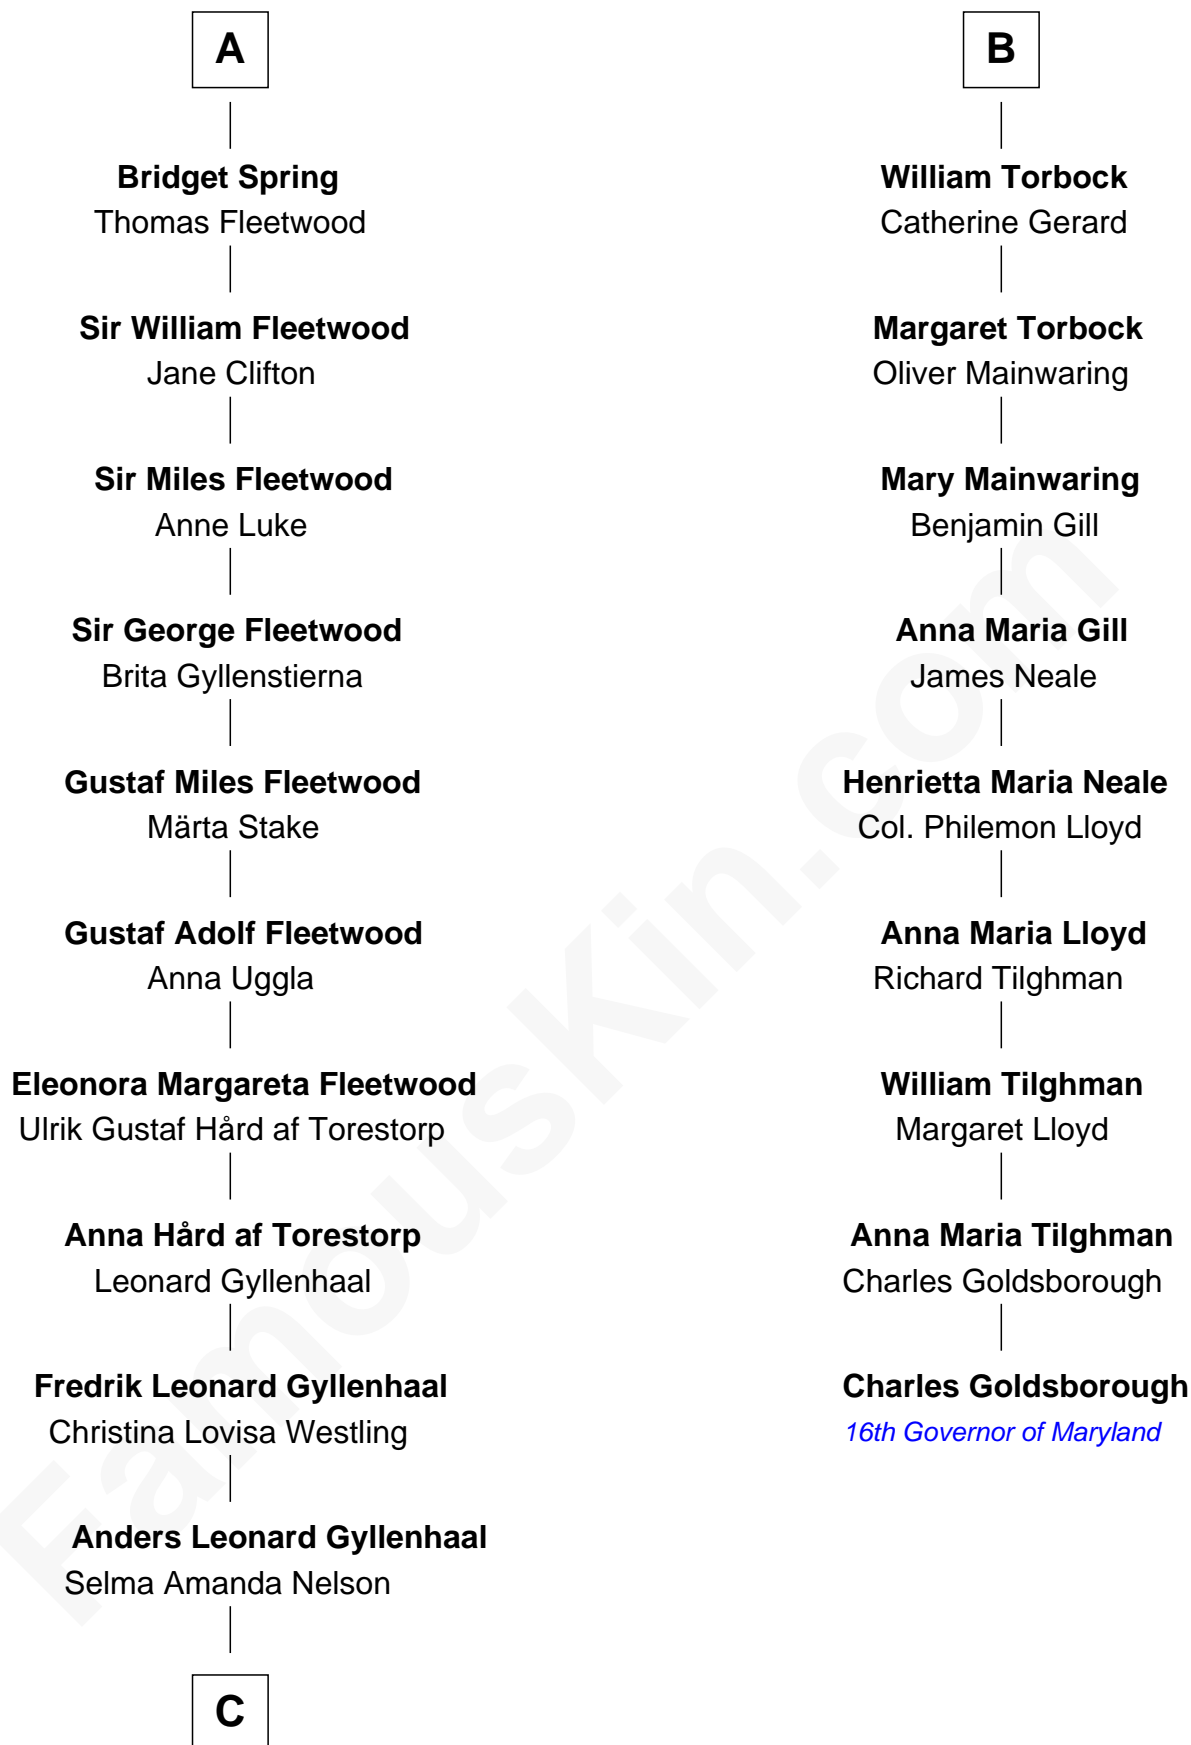 A
Bridget Spring
Thomas Fleetwood
Sir William Fleetwood
Jane Clifton
Sir Miles Fleetwood
Anne Luke
Sir George Fleetwood
Brita Gyllenstierna
Gustaf Miles Fleetwood
Märta Stake
Gustaf Adolf Fleetwood
Anna Uggla
Eleonora Margareta Fleetwood
Ulrik Gustaf Hård af Torestorp
Anna Hård af Torestorp
Leonard Gyllenhaal
Fredrik Leonard Gyllenhaal
Christina Lovisa Westling
Anders Leonard Gyllenhaal
Selma Amanda Nelson
C
B
William Torbock
Catherine Gerard
Margaret Torbock
Oliver Mainwaring
Mary Mainwaring
Benjamin Gill
Anna Maria Gill
James Neale
Henrietta Maria Neale
Col. Philemon Lloyd
Anna Maria Lloyd
Richard Tilghman
William Tilghman
Margaret Lloyd
Anna Maria Tilghman
Charles Goldsborough
Charles Goldsborough
16th Governor of Maryland
FamousKin.com